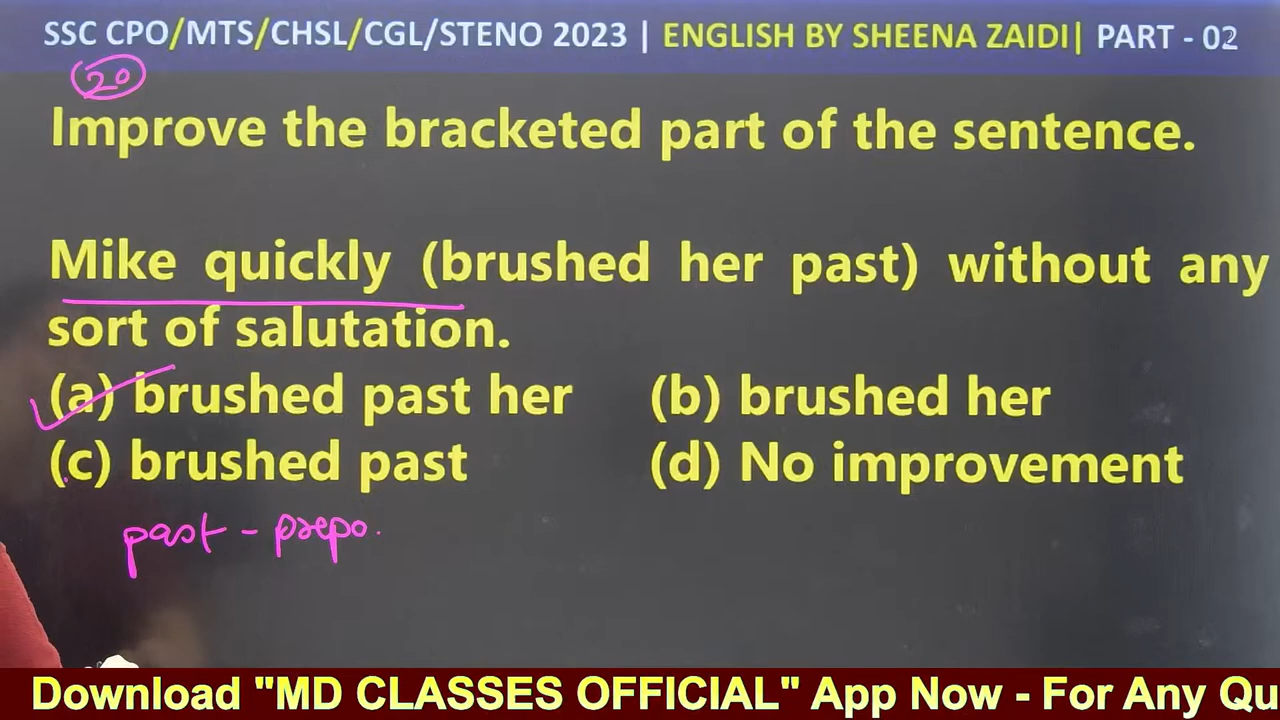 SSC CPO/MTS/CHSL/CGL/STENO 2023 | ENGLISH BY SHEENA ZAIDI| PART - 02
20
Improve the bracketed part of the sentence.
Mike quickly (brushed her past) without any
sort of salutation.
(a) brushed past her (b) brushed her
(c) brushed past (d) No improvement
past - prepo.
Download "MD CLASSES OFFICIAL" App Now - For Any Qu